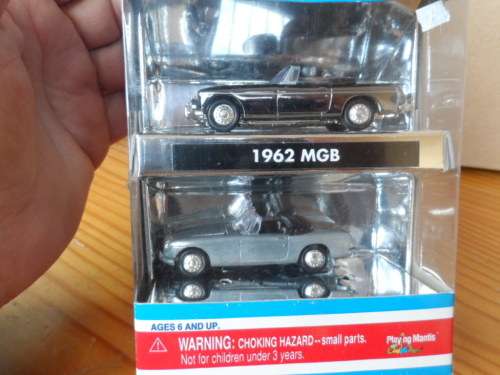 1962 MGB
AGES 6 AND UP.
WARNING: CHOKING HAZARD--small parts.
Not for children under 3 years.
Playing Mantis